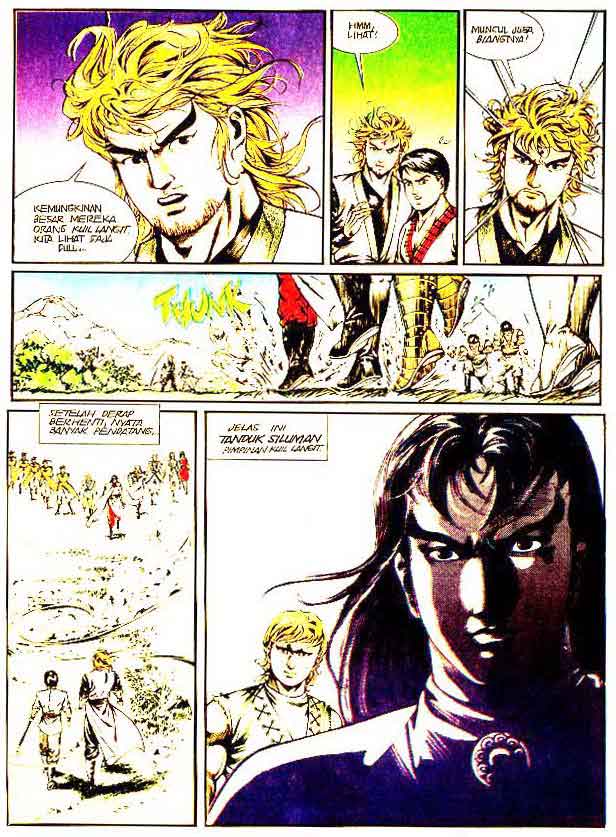 KEMUNGKINAN
BESAR MEREKA
ORANG KUIL LANGIT.
KITA LIHAT SAJA
DULU...
HMM,
LIHAT!
MUNCUL JUGA
BIANGNYA!
THUNK
SETELAH DERAP
BERHENTI, NYATA
BANYAK PENDATANG.
JELAS INI
TANDUK SILUMAN
PIMPINAN KUIL LANGIT.